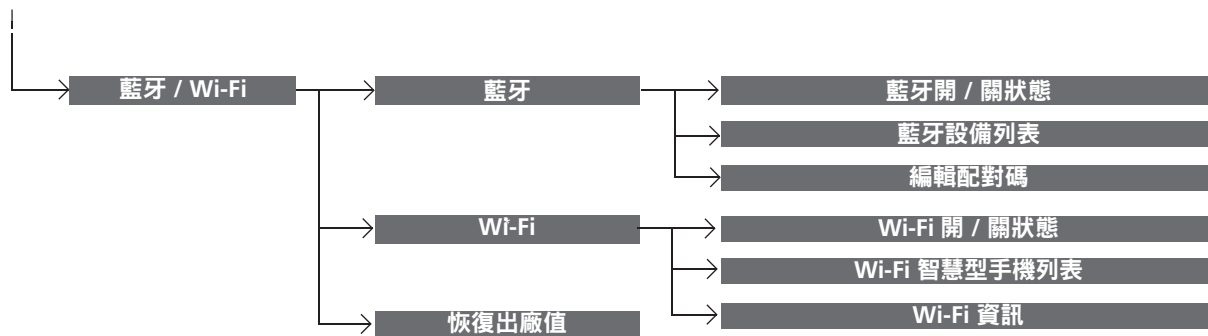 藍牙 / Wi-Fi
藍牙
藍牙開 / 關狀態
藍牙設備列表
編輯配對碼
Wi-Fi
Wi-Fi 開 / 關狀態
Wi-Fi 智慧型手機列表
Wi-Fi 資訊
恢復出廠值